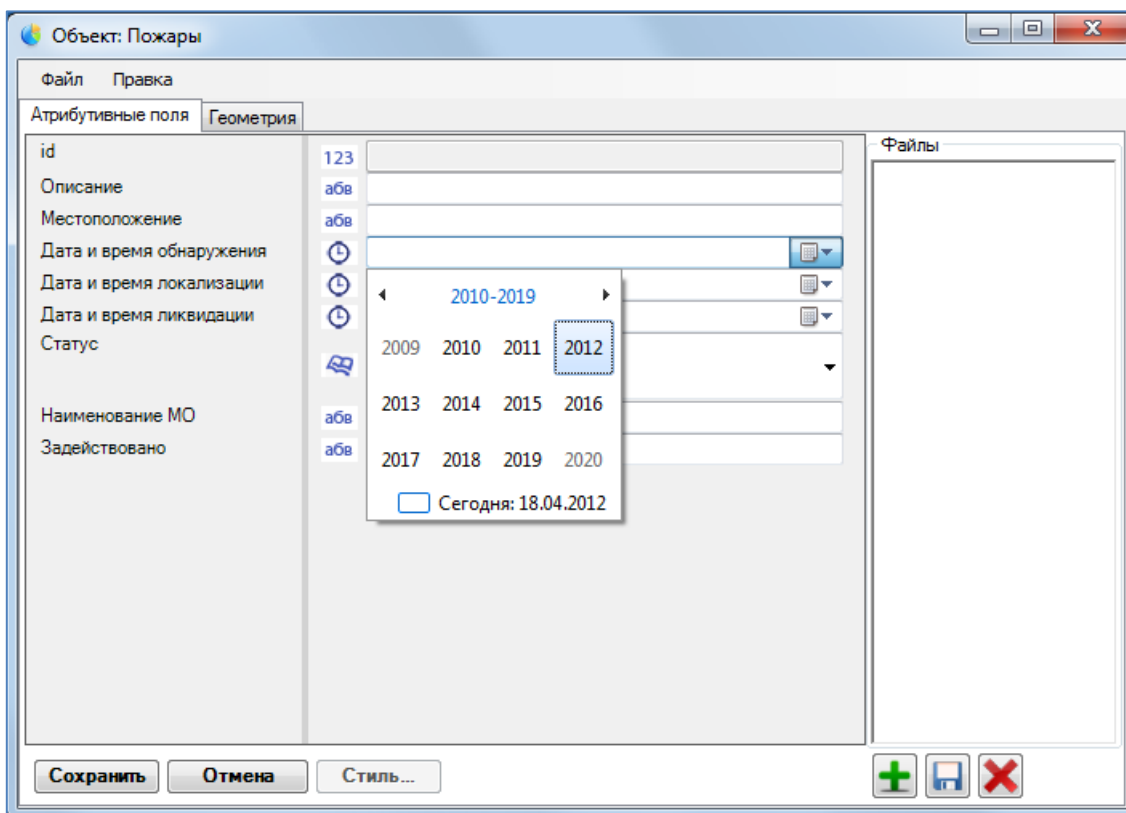 Объект: Пожары
Файл Правка
Атрибутивные поля Геометрия
id 123
Описание абв
Местоположение абв
Дата и время обнаружения
Дата и время локализации
Дата и время ликвидации
Статус
Наименование МО абв
Задействовано абв
2010-2019
2009 2010 2011 2012
2013 2014 2015 2016
2017 2018 2019 2020
Сегодня: 18.04.2012
Файлы
Сохранить Отмена Стиль...